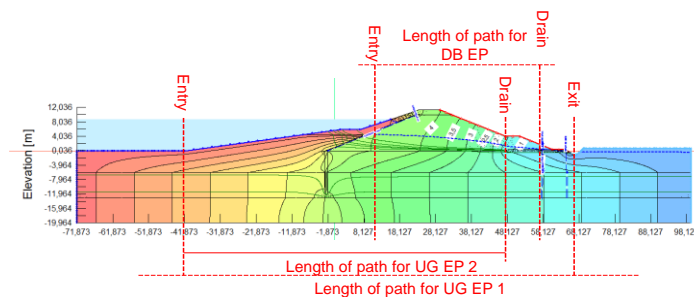 Length of path for
DB EP
Drain
Entry
Entry
Drain
Exit
Elevation [m]
12,036
8,036
4,036
0,036
-3,964
-7,964
-11,964
-15,964
-19,964
4
3
-71,873 -61,873 -51,873 -41,873 -31,873 -21,873 -11,873 -1,873 8,127 18,127 28,127 38,127 48,127 58,127 68,127 78,127 88,127 98,12
Length of path for UG EP 2
Length of path for UG EP 1